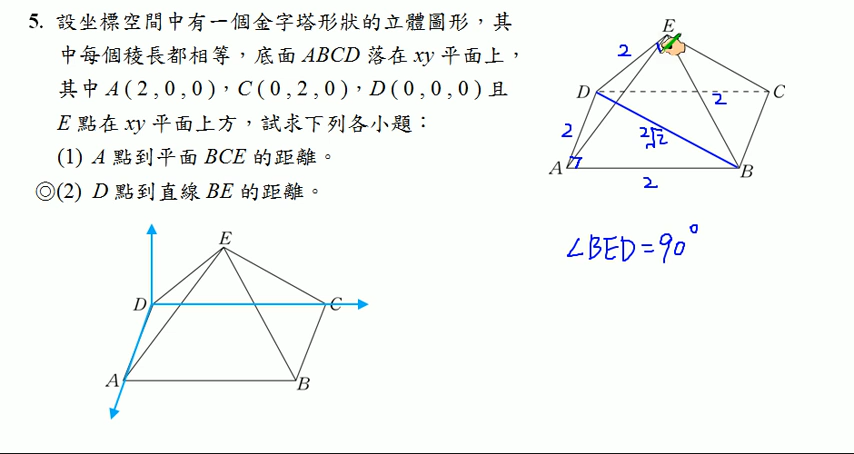 5. 設坐標空間中有一個金字塔形狀的立體圖形，其
中每個稜長都相等，底面 ABCD 落在 xy 平面上，
其中 A(2,0,0)，C(0,2,0)，D(0,0,0) 且
E 點在 xy 平面上方，試求下列各小題：
(1) A 點到平面 BCE 的距離。
◎(2) D 點到直線 BE 的距離。
E
2
D
2
C
2
2√2
A
B
2
∠BED=90°
E
D
C
A
B